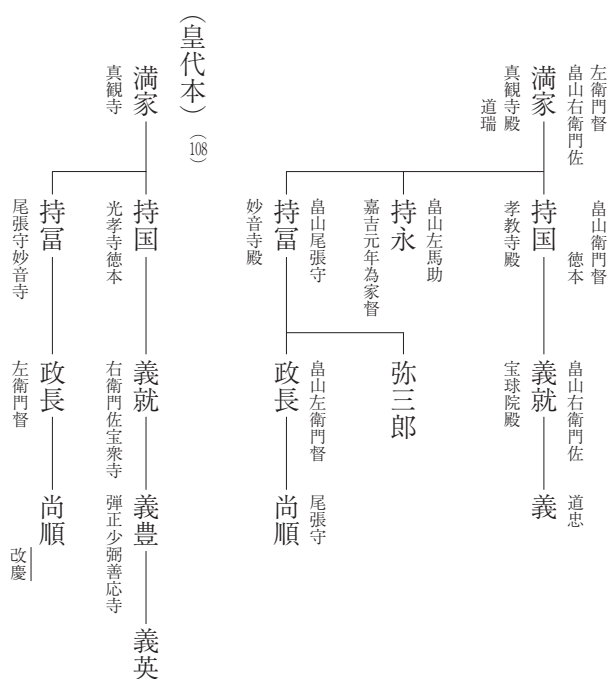 左衛門督
畠山右衛門佐
満家
真観寺殿
道瑞
畠山衛門督
徳本
持国
孝教寺殿
畠山右衛門佐
義就
宝球院殿
道忠
義
畠山左馬助
持永
嘉吉元年為家督
畠山尾張守
持冨
妙音寺殿
弥三郎
畠山左衛門督
政長
尾張守
尚順
（皇代本）(108)
満家
真観寺
持国
光孝寺徳本
義就
右衛門佐宝衆寺
義豊
弾正少弼善応寺
義英
持冨
尾張守妙音寺
政長
左衛門督
尚順
改慶